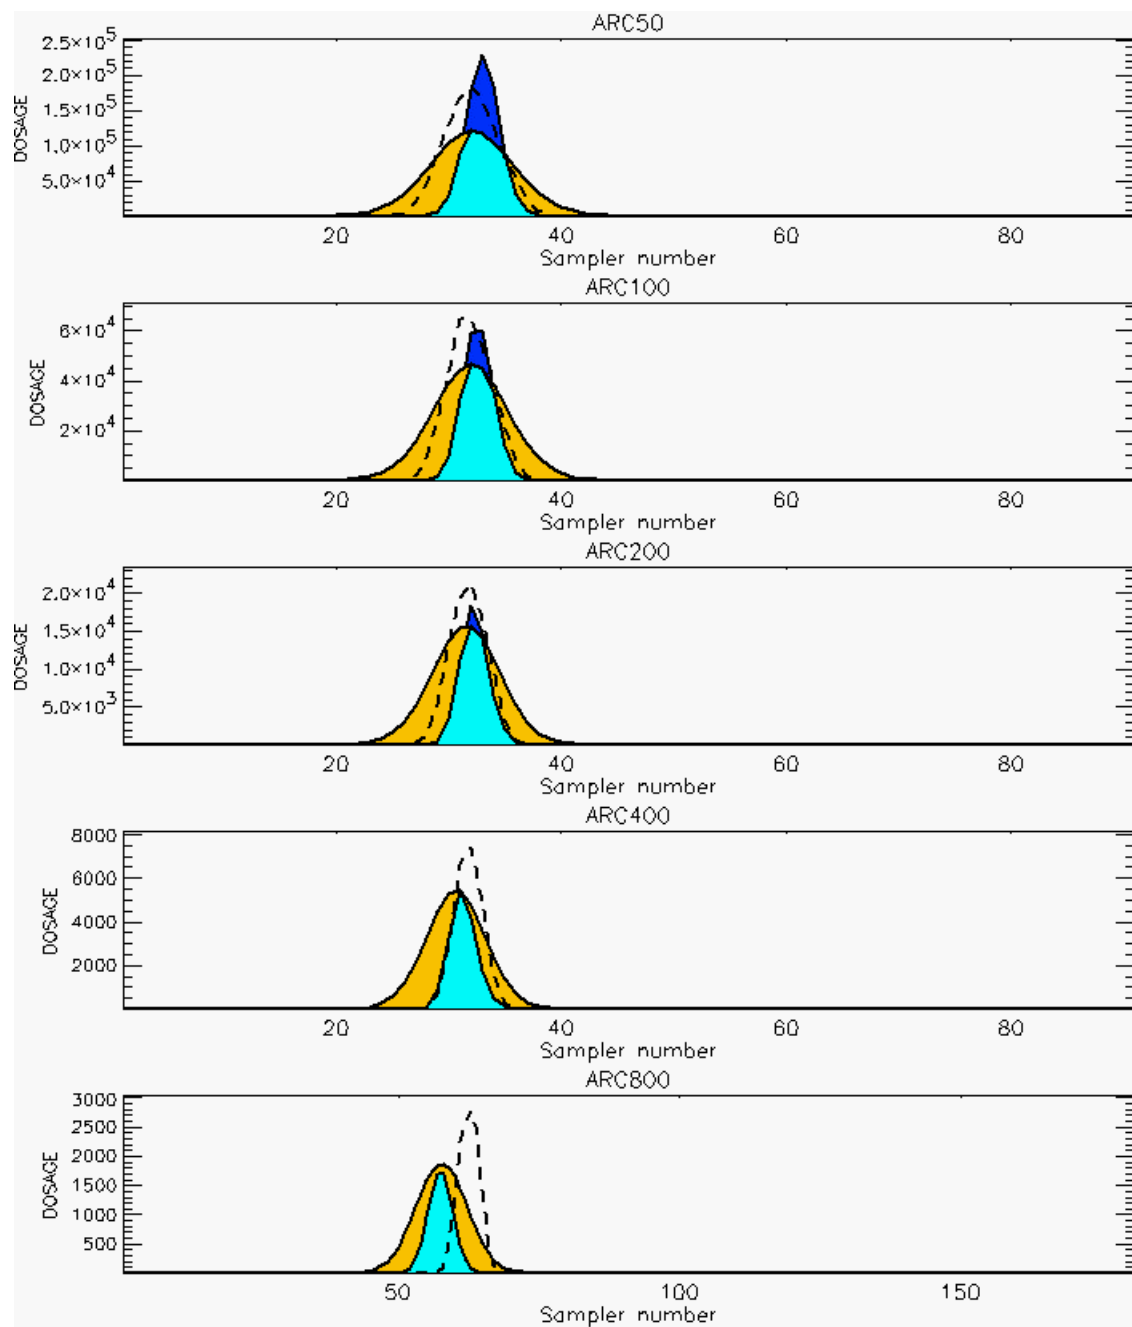 ARC50
2.5×10⁵
2.0×10⁵
1.5×10⁵
1.0×10⁵
5.0×10⁴
DOSAGE
20 40 60 80
Sampler number
ARC100
6×10⁴
4×10⁴
2×10⁴
DOSAGE
20 40 60 80
Sampler number
ARC200
2.0×10⁴
1.5×10⁴
1.0×10⁴
5.0×10³
DOSAGE
20 40 60 80
Sampler number
ARC400
8000
6000
4000
2000
DOSAGE
20 40 60 80
Sampler number
ARC800
3000
2500
2000
1500
1000
500
DOSAGE
50 100 150
Sampler number